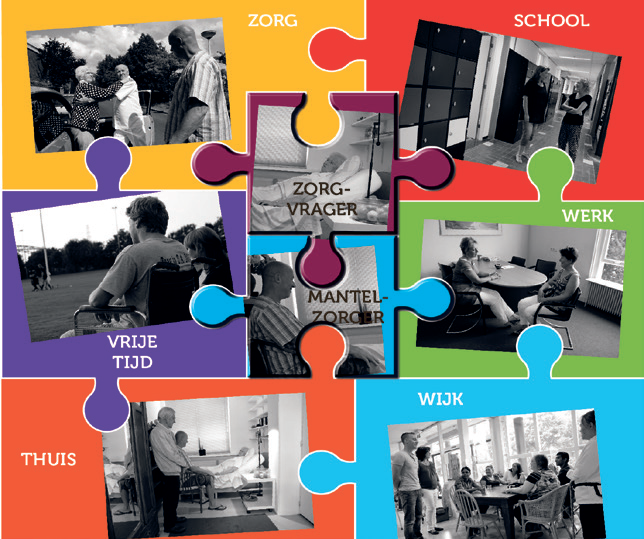 ZORG
SCHOOL
ZORG-
VRAGER
WERK
MANTEL-
ZORGER
VRIJE
TIJD
WIJK
THUIS